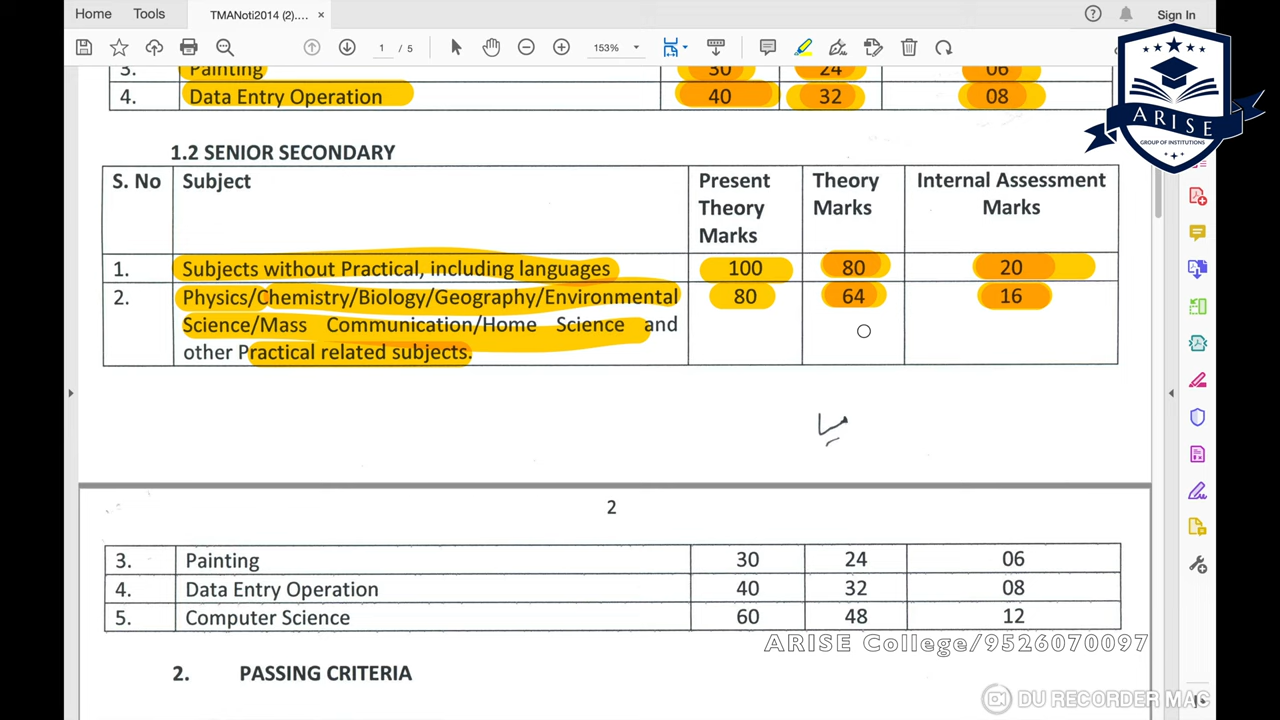 Home Tools TMANoti2014 (2).... × Sign In
1 / 5 153%
3. Painting 30 24 06
4. Data Entry Operation 40 32 08
ARISE
GROUP OF INSTITUTIONS
1.2 SENIOR SECONDARY
S. No Subject Present Theory Marks Theory Marks Internal Assessment Marks
1. Subjects without Practical, including languages 100 80 20
2. Physics/Chemistry/Biology/Geography/Environmental 80 64 16
Science/Mass Communication/Home Science and
other Practical related subjects.
2
3. Painting 30 24 06
4. Data Entry Operation 40 32 08
5. Computer Science 60 48 12
ARISE College/9526070097
2. PASSING CRITERIA
DU RECORDER MAC